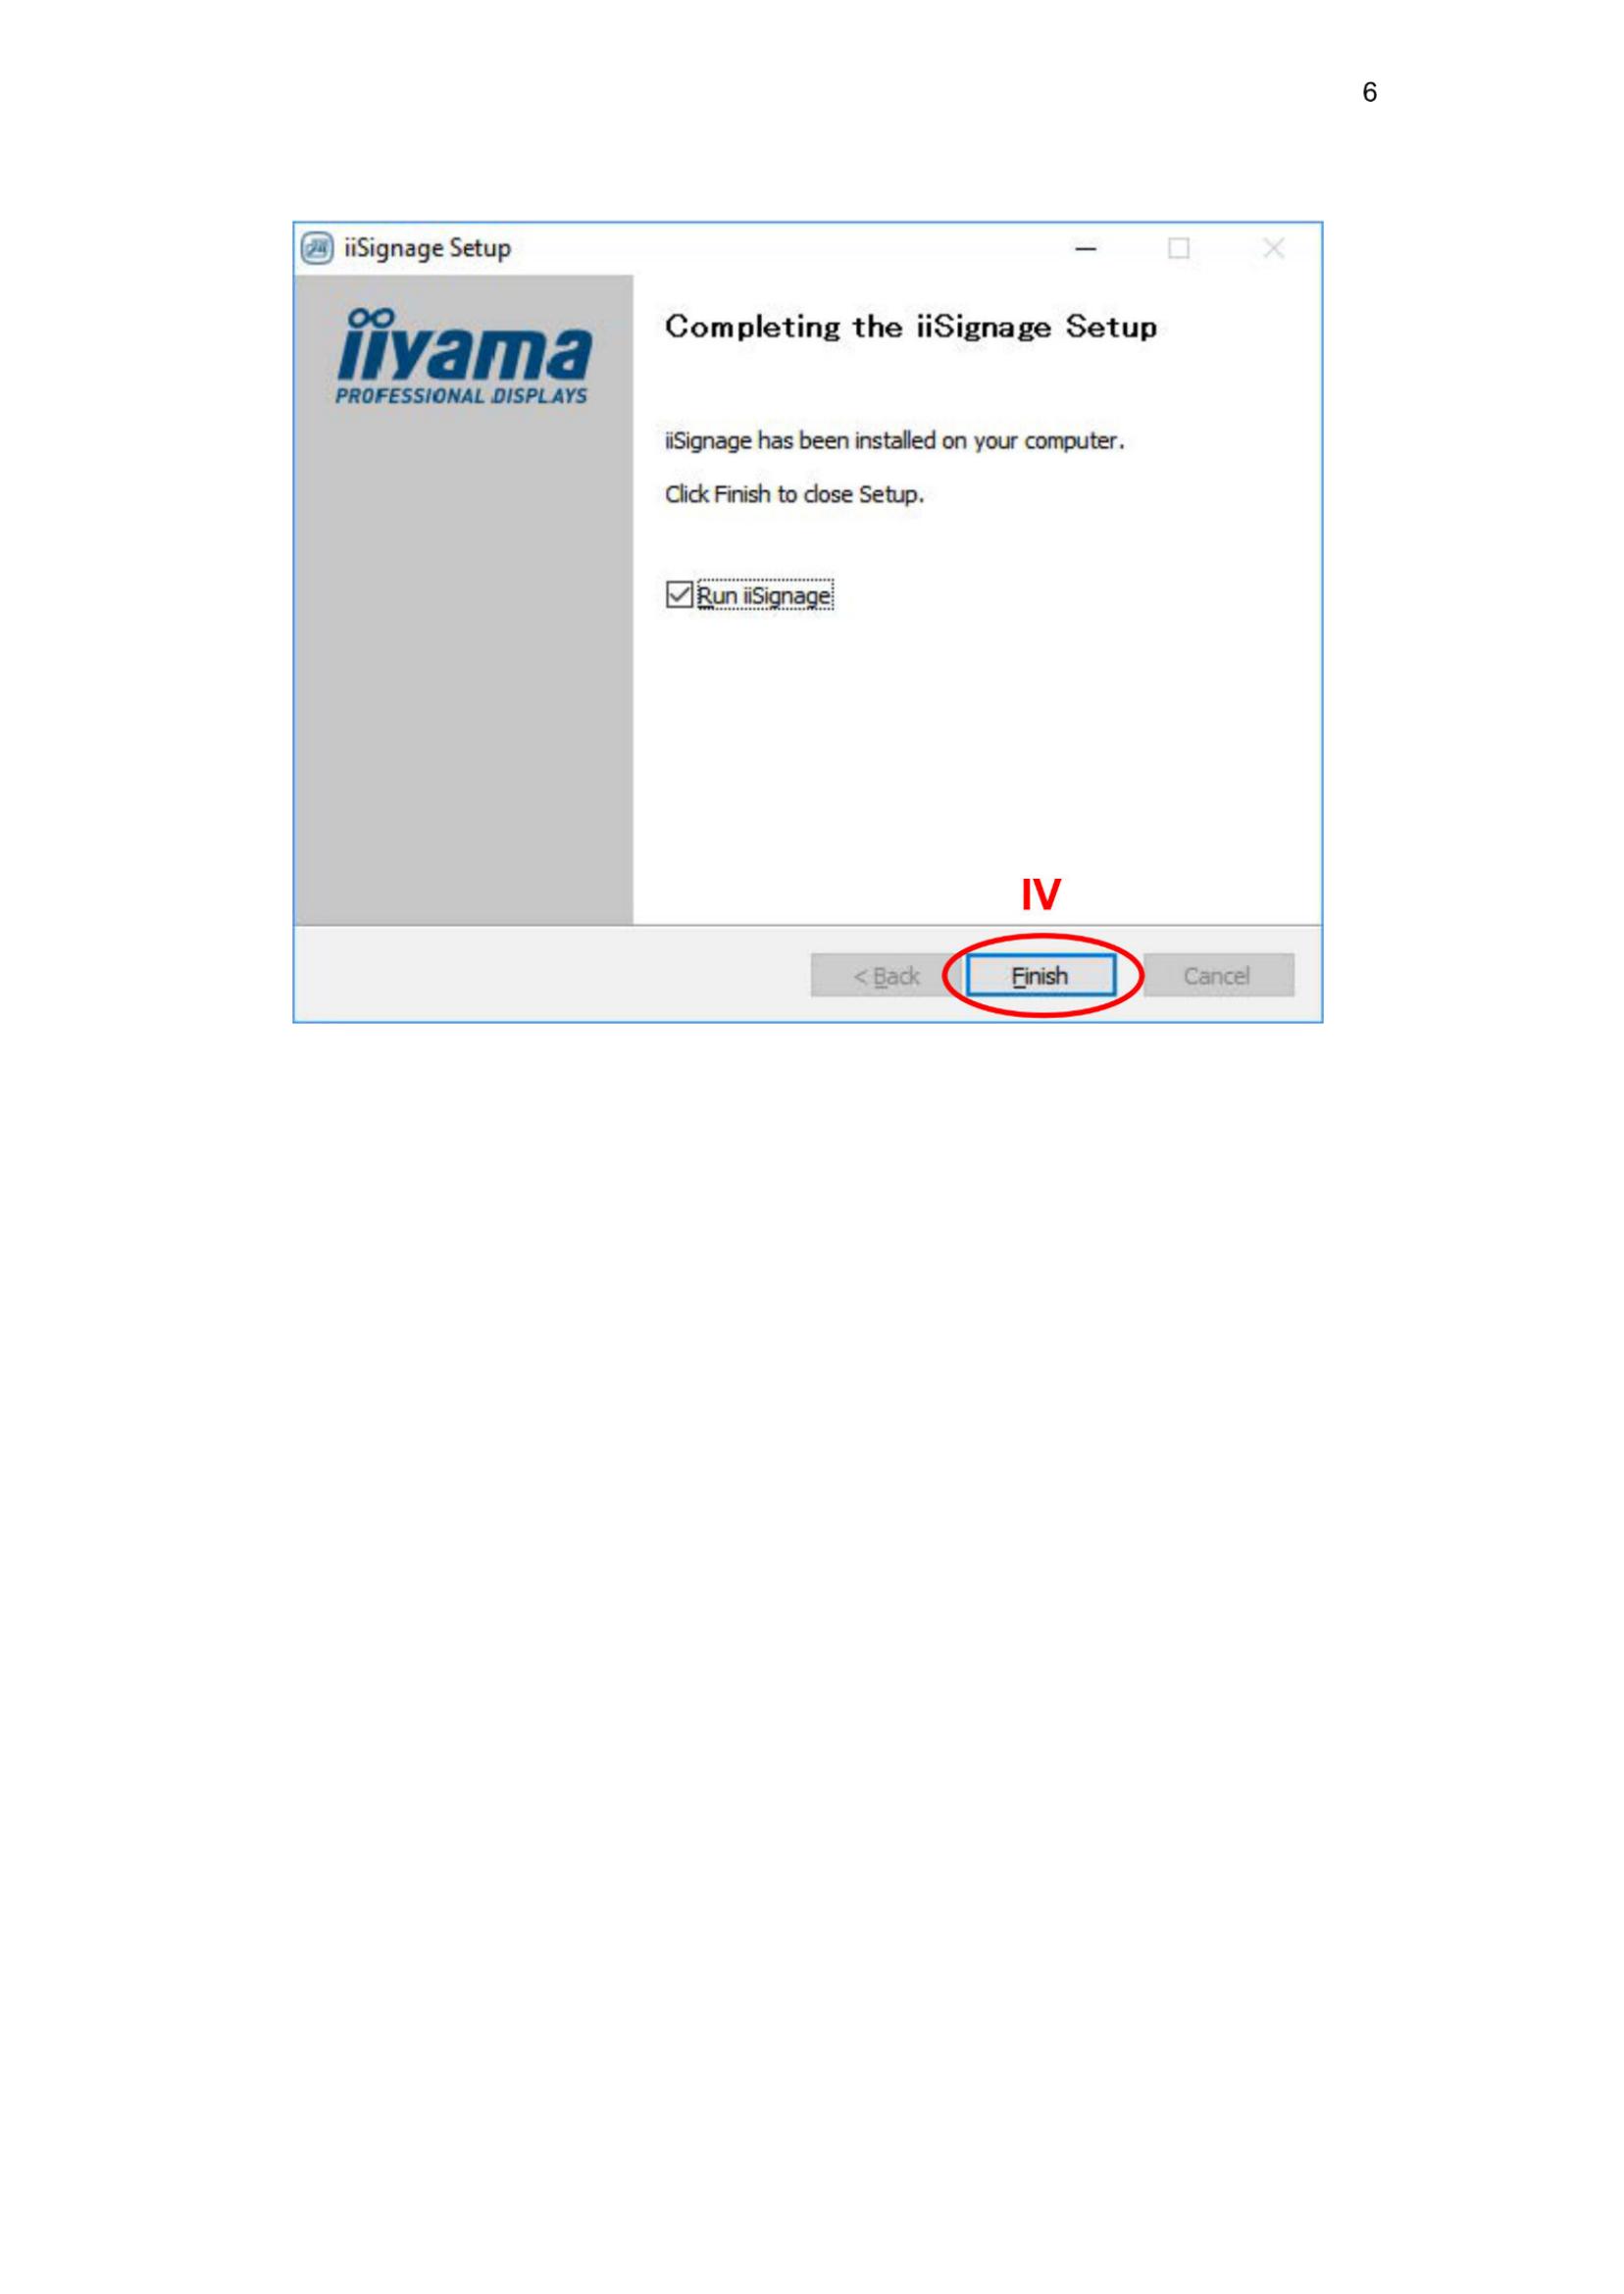 6
iiSignage Setup
iiyama
PROFESSIONAL DISPLAYS
Completing the iiSignage Setup
iiSignage has been installed on your computer.
Click Finish to close Setup.
Run iiSignage
IV
< Back
Finish
Cancel